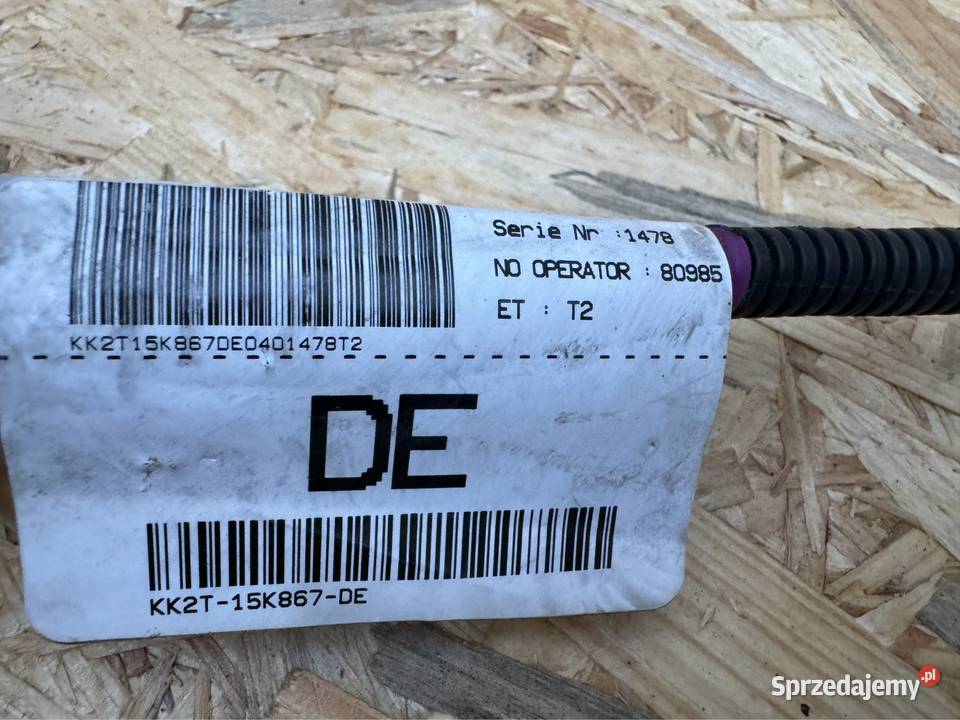 Serie Nr :1478
NO OPERATOR : 80985
ET : T2
KK2T15K867DE0401478T2
DE
KK2T-15K867-DE
Sprzedajemy.pl